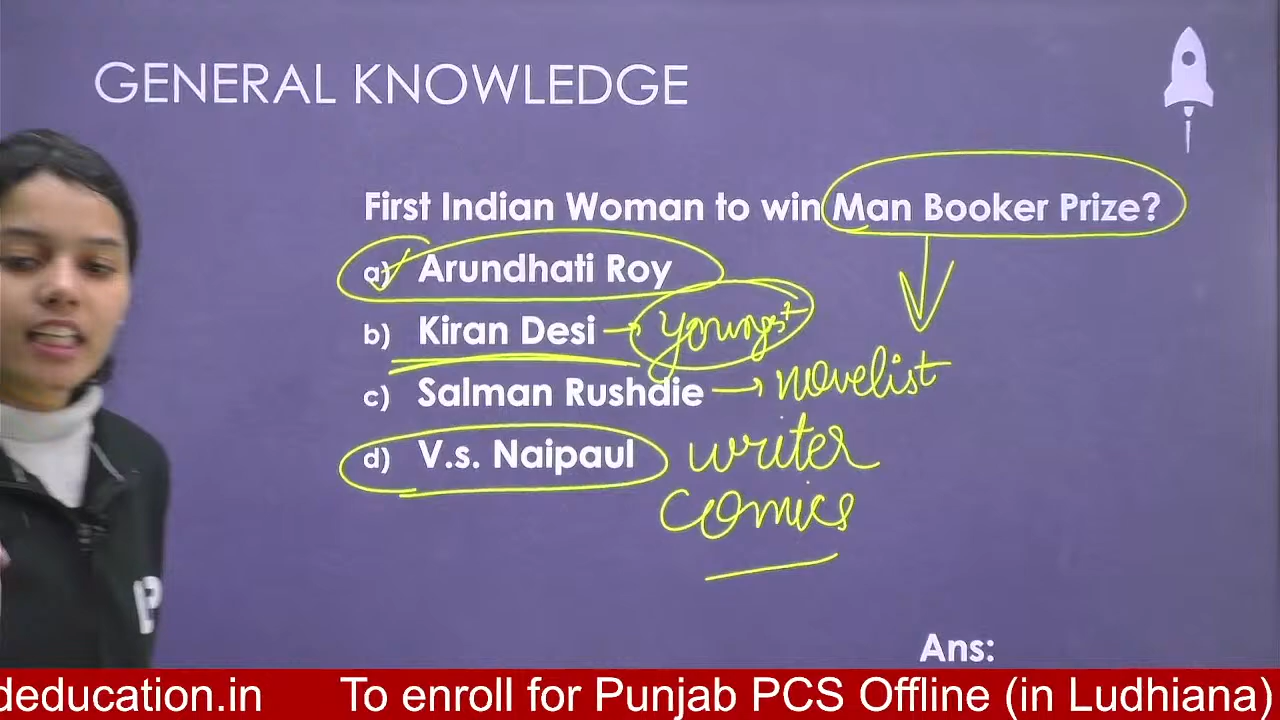 GENERAL KNOWLEDGE
First Indian Woman to win Man Booker Prize?
a) Arundhati Roy
b) Kiran Desi → youngest
c) Salman Rushdie → novelist
d) V.s. Naipaul writer
comics
Ans:
deducation.in To enroll for Punjab PCS Offline (in Ludhiana)